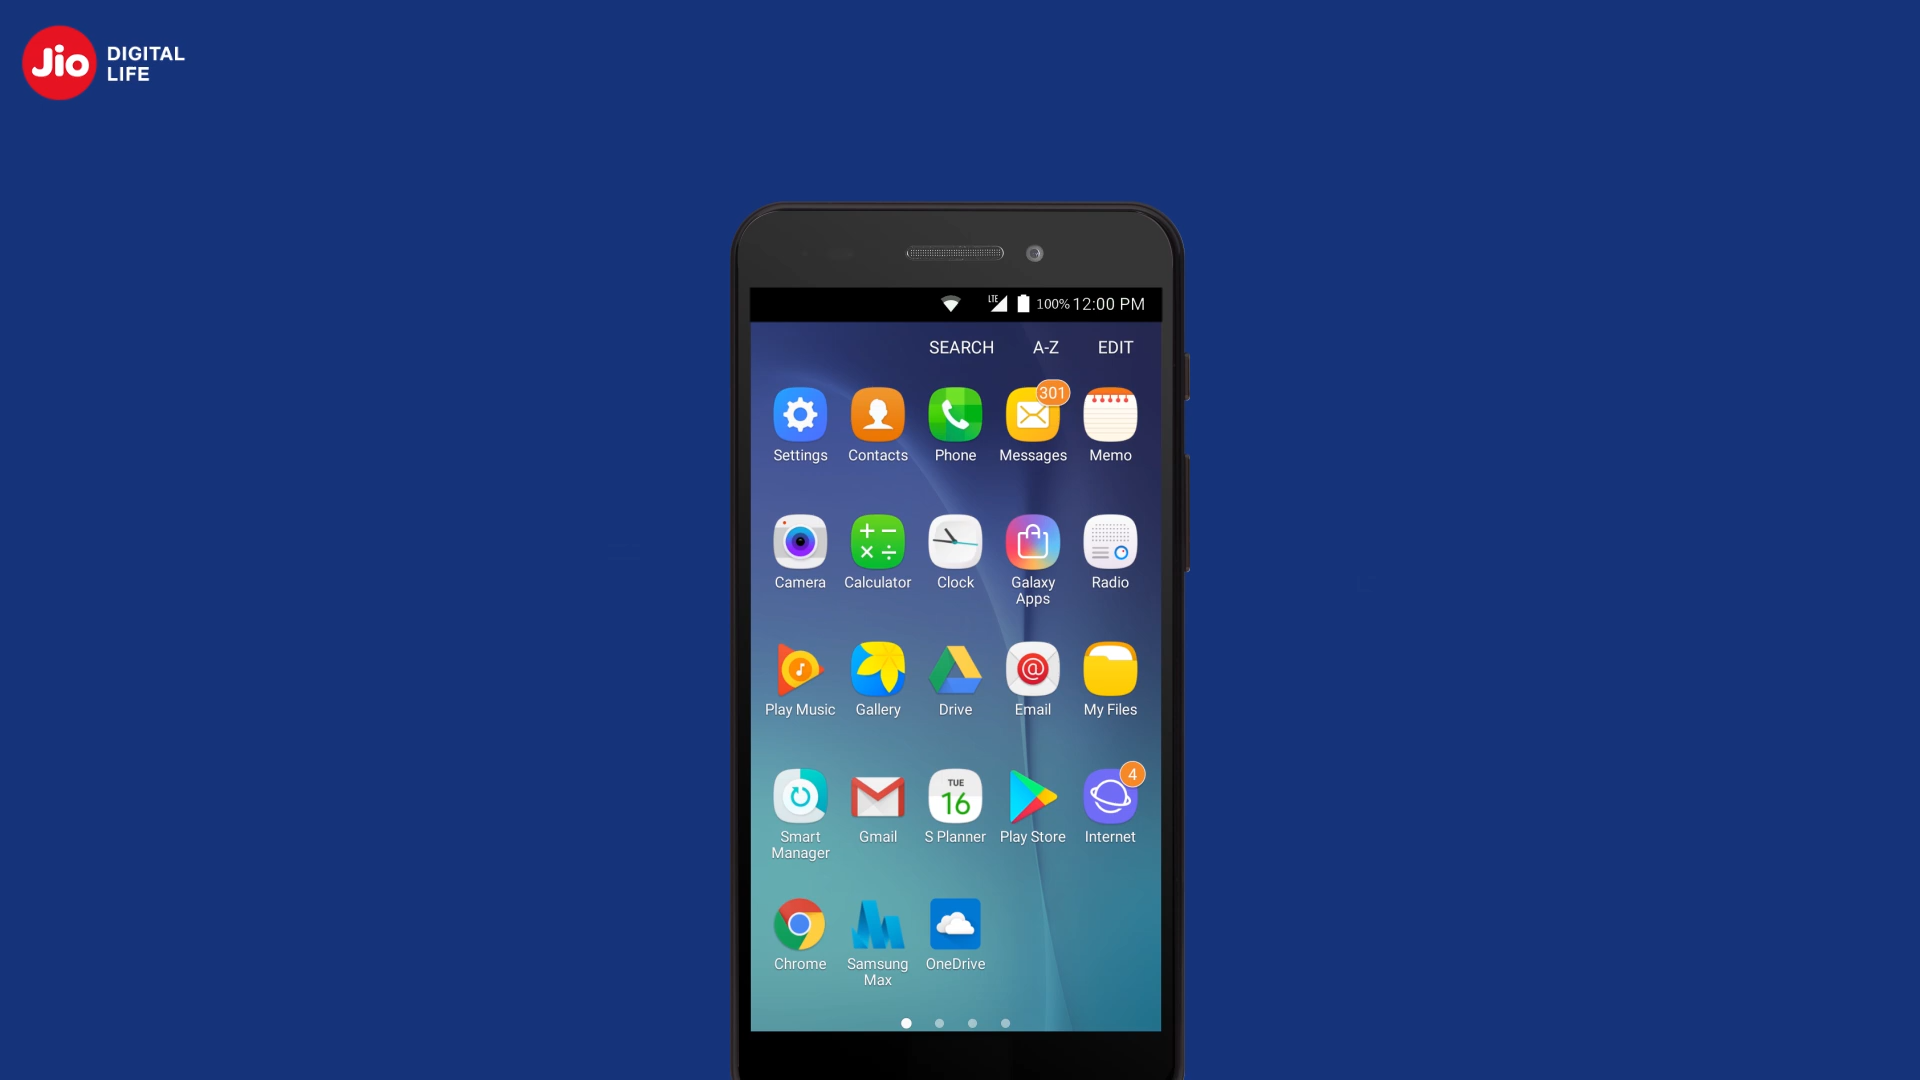 Jio DIGITAL
LIFE
LTE 100% 12:00 PM
SEARCH A-Z EDIT
301
Settings Contacts Phone Messages Memo
Camera Calculator Clock Galaxy Apps Radio
Play Music Gallery Drive Email My Files
@
TUE
16
4
Smart Manager Gmail S Planner Play Store Internet
Chrome Samsung Max OneDrive